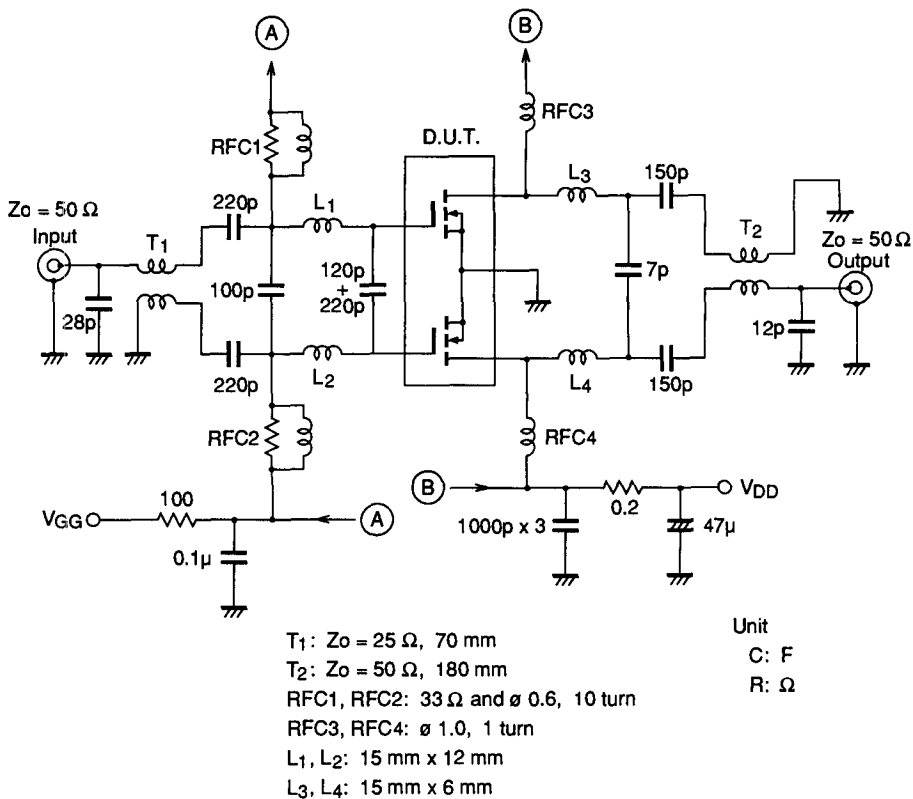 A
B
RFC1
RFC3
D.U.T.
L3
150p
Zo = 50 Ω
Input
T1
220p
L1
T2
Zo = 50 Ω
Output
28p
100p
120p
+
220p
7p
12p
220p
L2
L4
150p
RFC2
RFC4
B
VDD
100
VGG
A
0.2
1000p x 3
47μ
0.1μ
T1: Zo = 25 Ω, 70 mm
T2: Zo = 50 Ω, 180 mm
RFC1, RFC2: 33 Ω and ø 0.6, 10 turn
RFC3, RFC4: ø 1.0, 1 turn
L1, L2: 15 mm x 12 mm
L3, L4: 15 mm x 6 mm
Unit
C: F
R: Ω